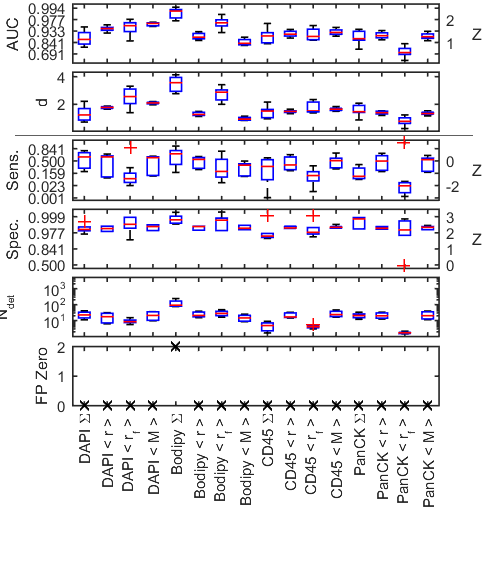 AUC
0.994
0.977
0.933
0.841
0.691
2
1
Z
d
4
2
Sens.
0.841
0.500
0.159
0.023
0.001
0
-2
Z
Spec.
0.999
0.977
0.841
0.500
3
2
1
0
Z
N_del
10^3
10^2
10^1
FP Zero
2
1
0
DAPI Σ
DAPI < r >
DAPI < r_f >
DAPI < M >
Bodipy Σ
Bodipy < r >
Bodipy < r_f >
Bodipy < M >
CD45 Σ
CD45 < r >
CD45 < r_f >
CD45 < M >
PanCK Σ
PanCK < r >
PanCK < r_f >
PanCK < M >